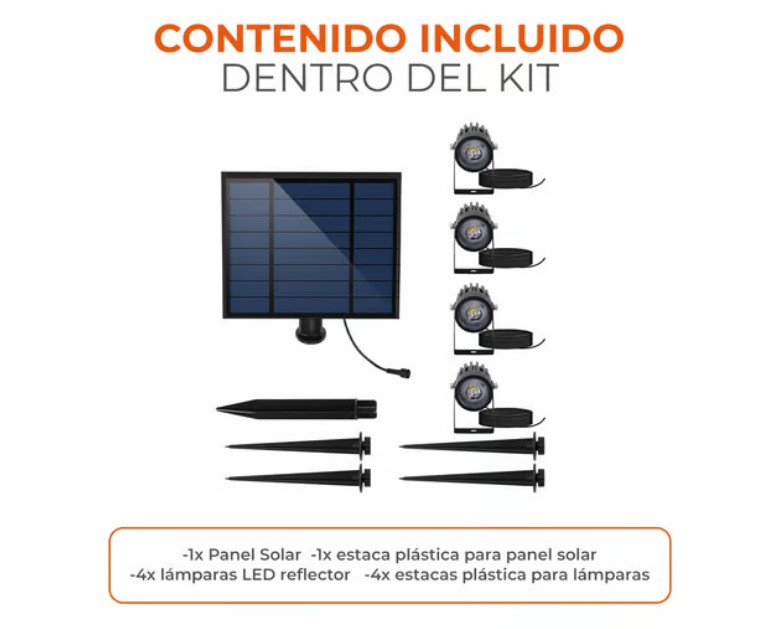 CONTENIDO INCLUIDO
DENTRO DEL KIT
-1x Panel Solar -1x estaca plástica para panel solar
-4x lámparas LED reflector -4x estacas plástica para lámparas